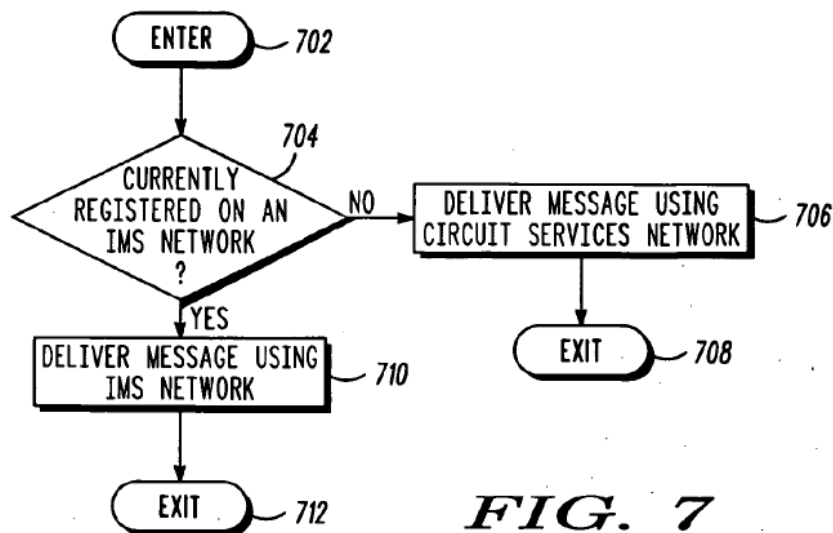 ENTER
702
704
CURRENTLY
REGISTERED ON AN
IMS NETWORK
?
NO
DELIVER MESSAGE USING
CIRCUIT SERVICES NETWORK
706
YES
EXIT
708
DELIVER MESSAGE USING
IMS NETWORK
710
EXIT
712
FIG. 7